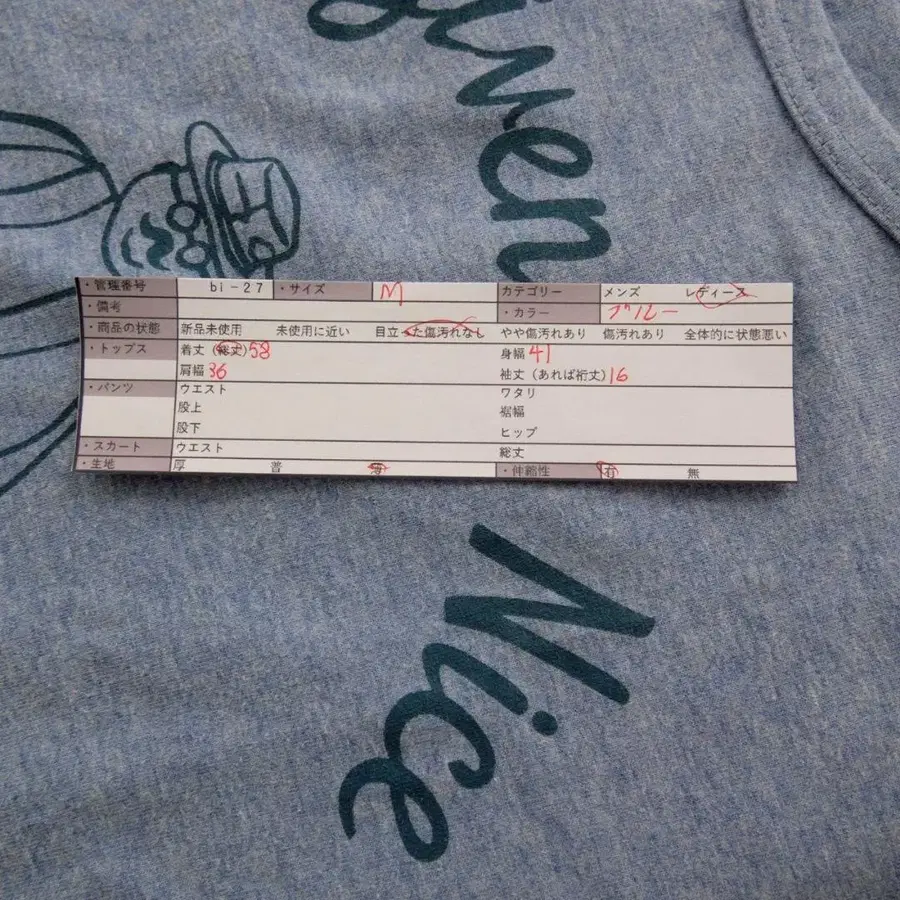 given
・管理番号 bi-27 ・サイズ M カテゴリー メンズ レディース
・備考 ・カラー ブルー
・商品の状態 新品未使用 未使用に近い 目立った傷汚れなし やや傷汚れあり 傷汚れあり 全体的に状態悪い
・トップス 着丈 (総丈) 58 身幅 41
肩幅 36 袖丈 (あれば裄丈) 16
・パンツ ウエスト ワタリ
股上 裾幅
股下 ヒップ
・スカート ウエスト 総丈
・生地 厚 普 薄 ・伸縮性 有 無
Nice